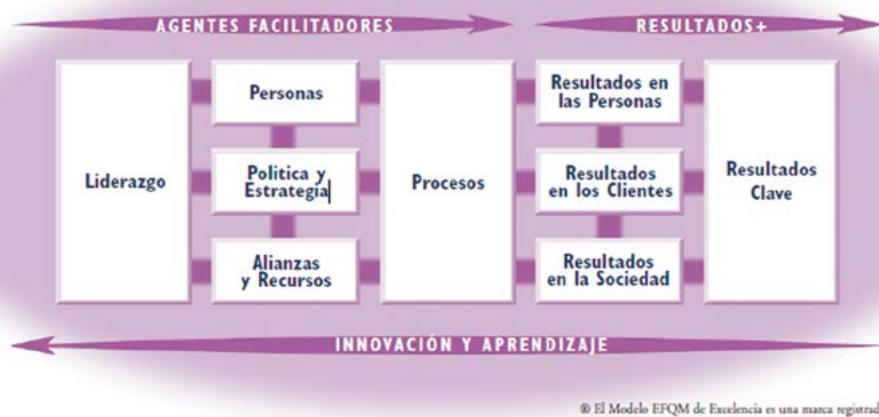 AGENTES FACILITADORES
RESULTADOS+
Liderazgo
Personas
Politica y
Estrategia
Alianzas
y Recursos
Procesos
Resultados en
las Personas
Resultados
en los Clientes
Resultados
en la Sociedad
Resultados
Clave
INNOVACIÓN Y APRENDIZAJE
® El Modelo EFQM de Excelencia es una marca registrad